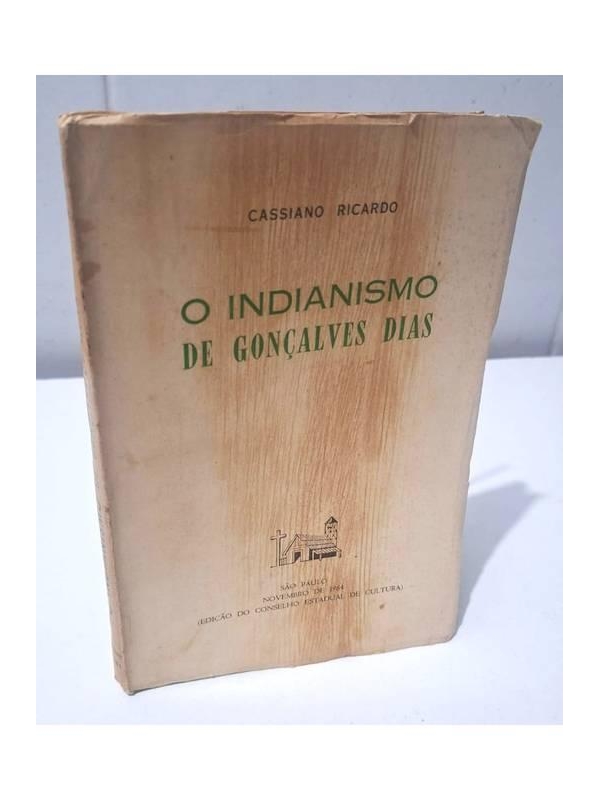 CASSIANO RICARDO
O INDIANISMO
DE GONÇALVES DIAS
SÃO PAULO
NOVEMBRO DE 1964
(EDIÇÃO DO CONSELHO ESTADUAL DE CULTURA)